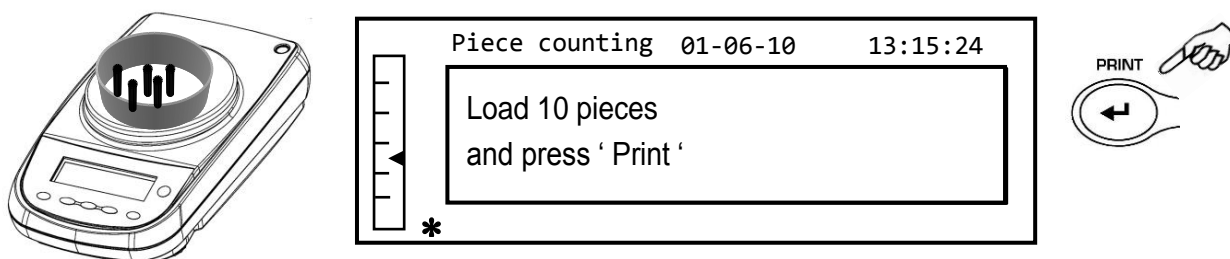 Piece counting 01-06-10 13:15:24
Load 10 pieces
and press ‘ Print ‘
*
PRINT